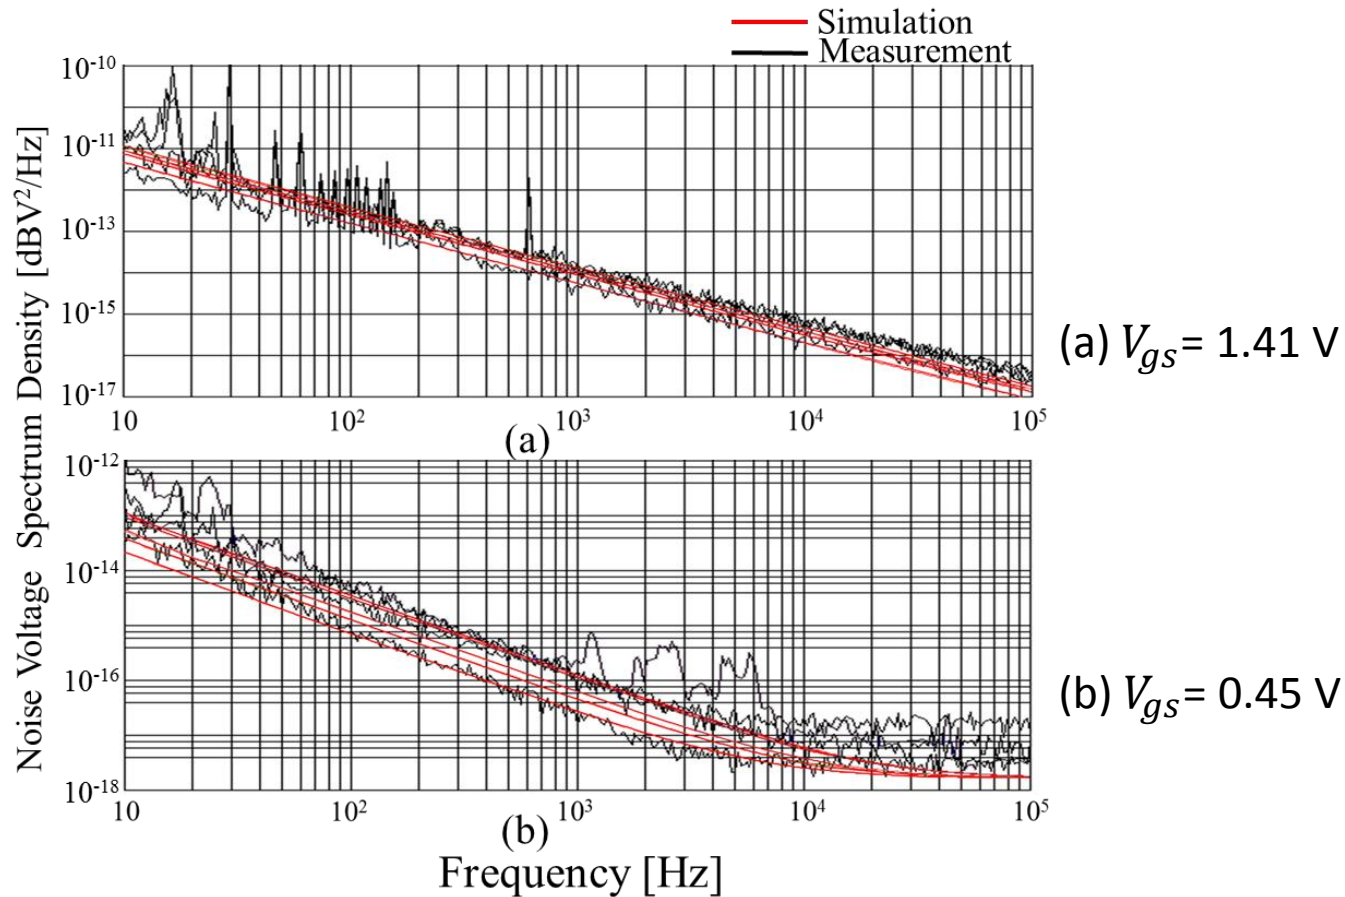 Simulation
Measurement
Noise Voltage Spectrum Density [dBV²/Hz]
10⁻¹⁰
10⁻¹¹
10⁻¹³
10⁻¹⁵
10⁻¹⁷
10 10² 10³ 10⁴ 10⁵
(a)
(a) Vgs= 1.41 V
10⁻¹²
10⁻¹⁴
10⁻¹⁶
10⁻¹⁸
10 10² 10³ 10⁴ 10⁵
(b)
(b) Vgs= 0.45 V
Frequency [Hz]